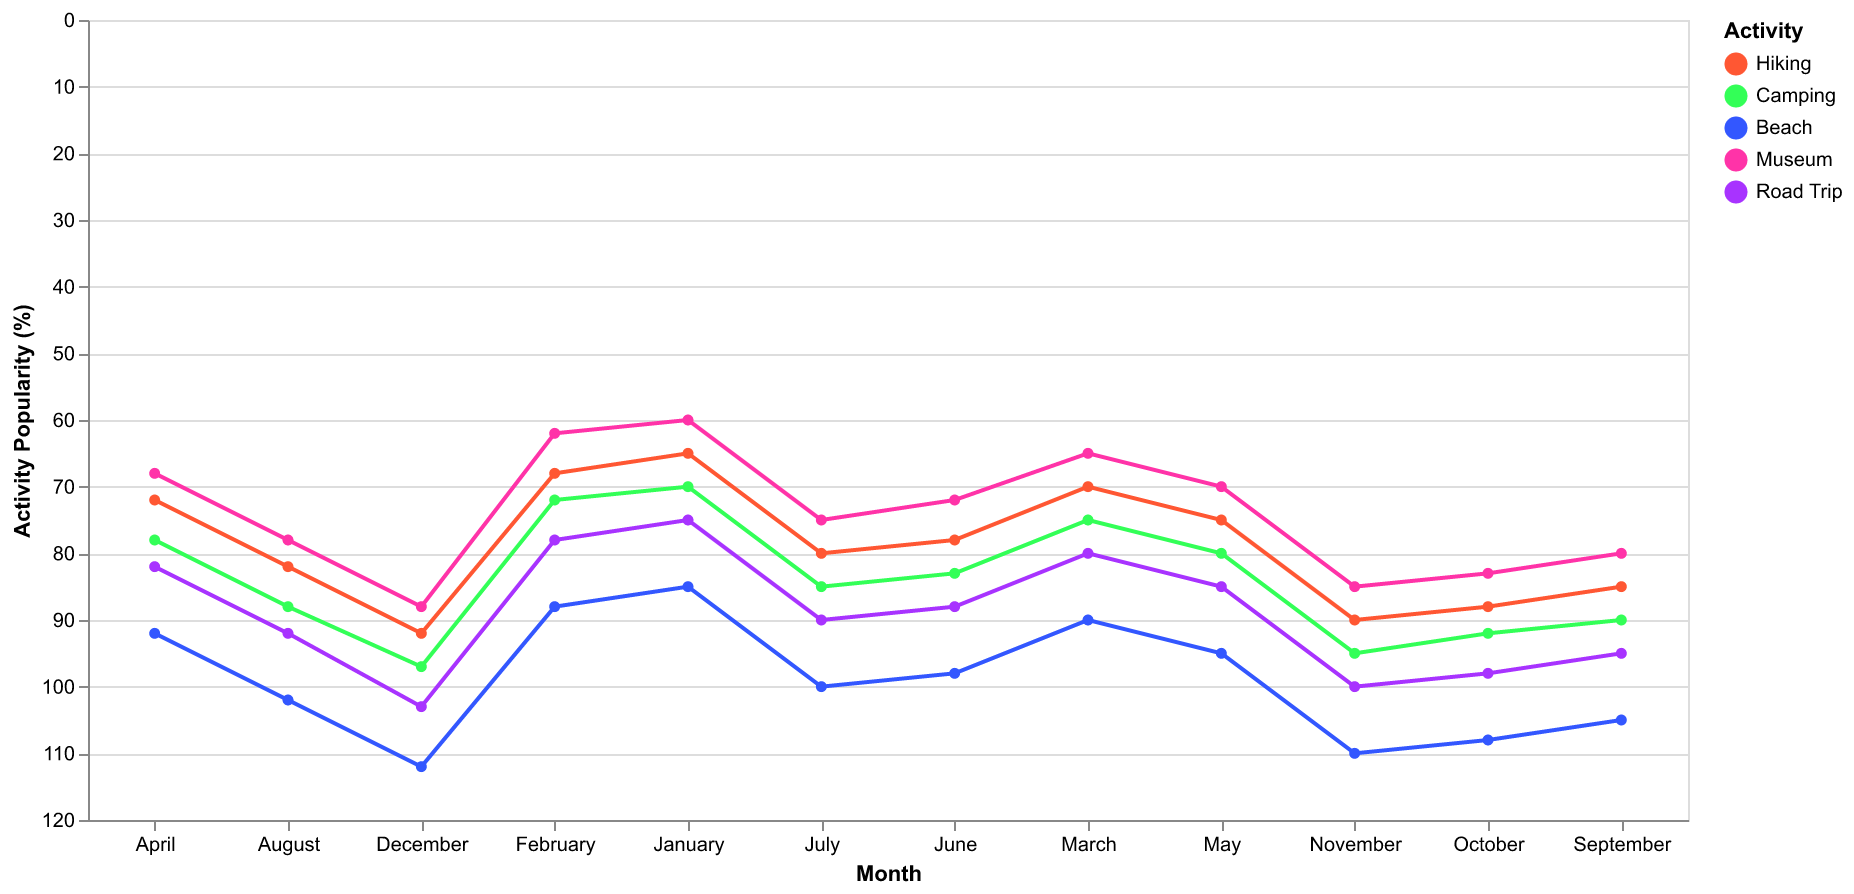 Activity
Hiking
Camping
Beach
Museum
Road Trip
Activity Popularity (%)
0
10
20
30
40
50
60
70
80
90
100
110
120
April August December February January July June March May November October September
Month